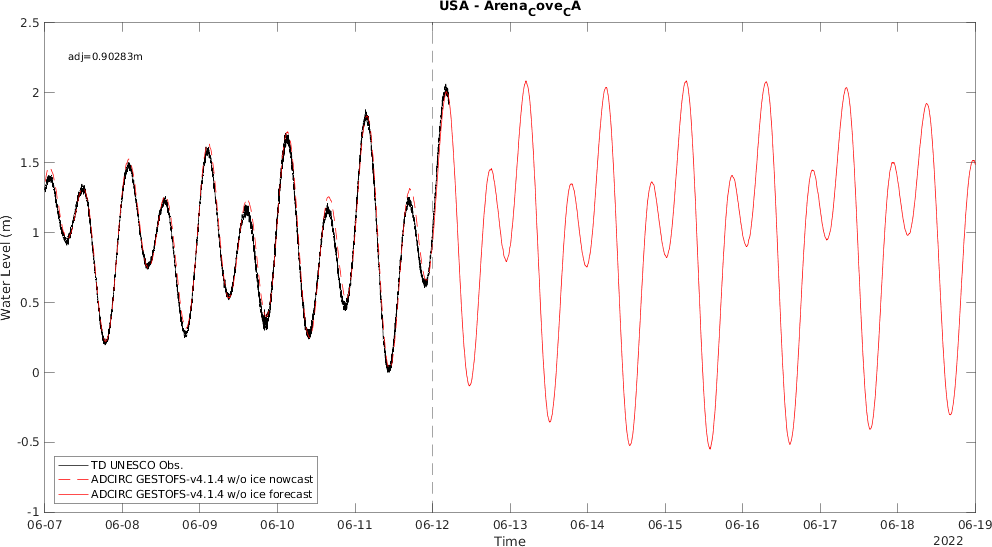 USA - ArenaCoveCA
adj=0.90283m
2.5
2
1.5
1
0.5
0
-0.5
-1
Water Level (m)
TD UNESCO Obs.
ADCIRC GESTOFS-v4.1.4 w/o ice nowcast
ADCIRC GESTOFS-v4.1.4 w/o ice forecast
06-07 06-08 06-09 06-10 06-11 06-12 06-13 06-14 06-15 06-16 06-17 06-18 06-19
Time
2022